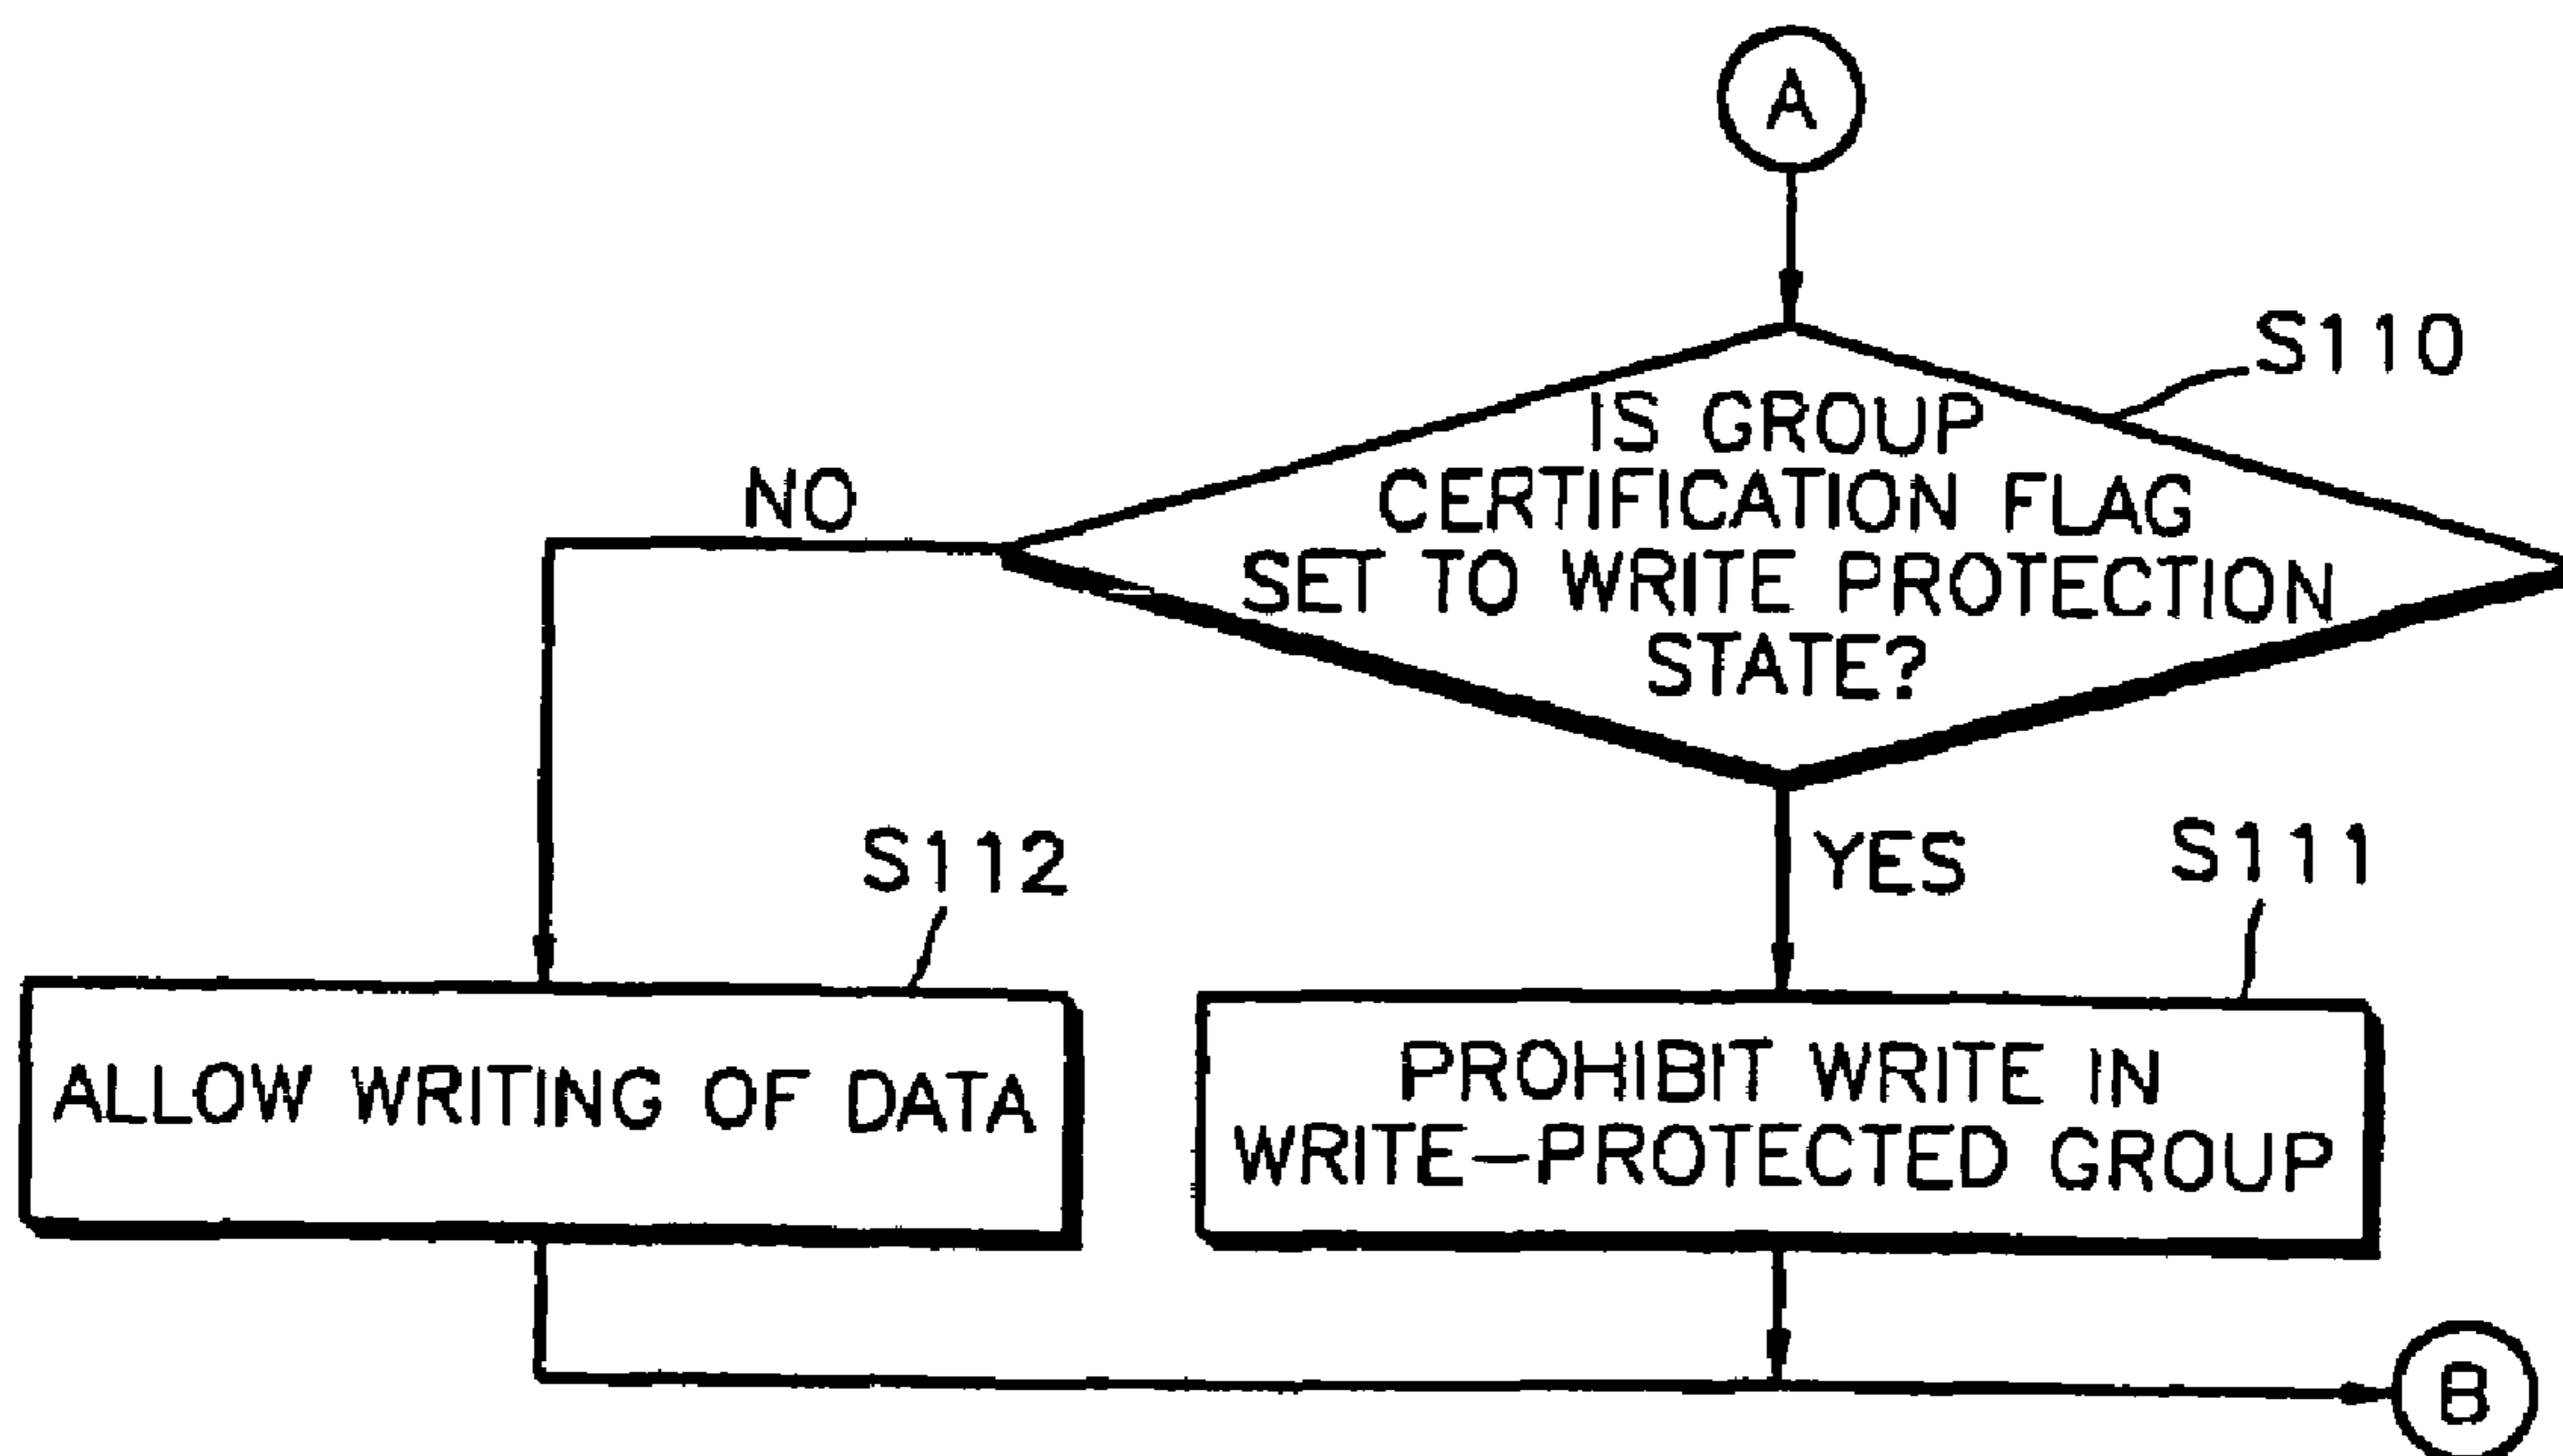 A
S110
IS GROUP
CERTIFICATION FLAG
SET TO WRITE PROTECTION
STATE?
NO
YES
S112
S111
ALLOW WRITING OF DATA
PROHIBIT WRITE IN
WRITE-PROTECTED GROUP
B